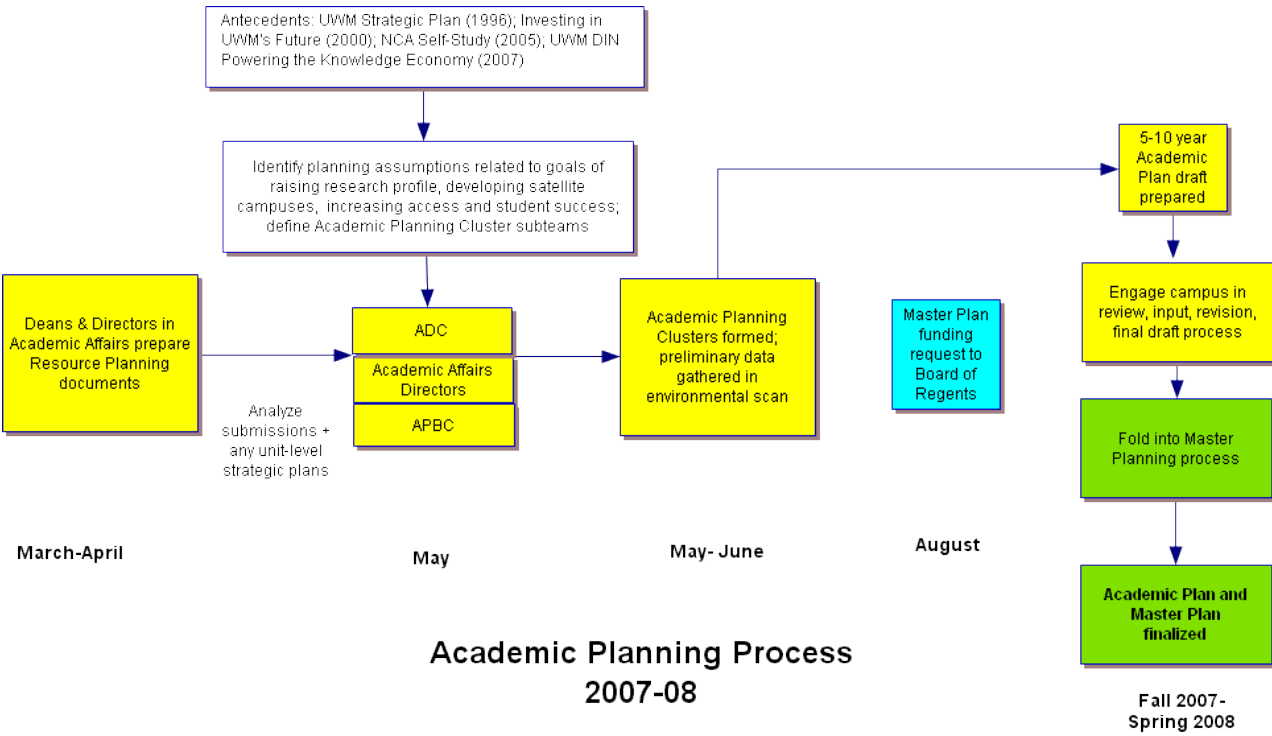 Antecedents: UWM Strategic Plan (1996); Investing in
UWM's Future (2000); NCA Self-Study (2005); UWM DIN
Powering the Knowledge Economy (2007)
Identify planning assumptions related to goals of
raising research profile, developing satellite
campuses, increasing access and student success;
define Academic Planning Cluster subteams
Deans & Directors in
Academic Affairs prepare
Resource Planning
documents
Analyze
submissions +
any unit-level
strategic plans
ADC
Academic Affairs
Directors
APBC
Academic Planning
Clusters formed;
preliminary data
gathered in
environmental scan
Master Plan
funding
request to
Board of
Regents
5-10 year
Academic
Plan draft
prepared
Engage campus in
review, input, revision,
final draft process
Fold into Master
Planning process
Academic Plan and
Master Plan
finalized
March-April
May
May- June
August
Fall 2007-
Spring 2008
Academic Planning Process
2007-08